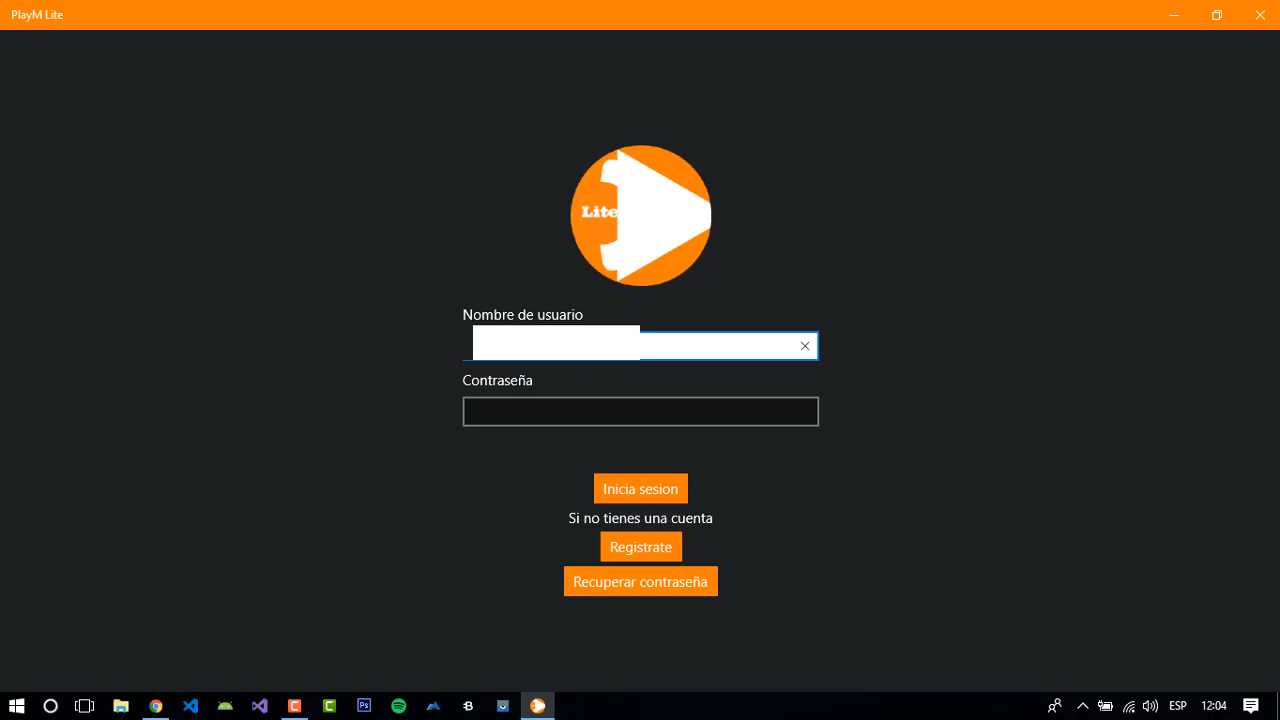 PlayM Lite
Lite
Nombre de usuario
Contraseña
Inicia sesion
Si no tienes una cuenta
Registrate
Recuperar contraseña
ESP
12:04